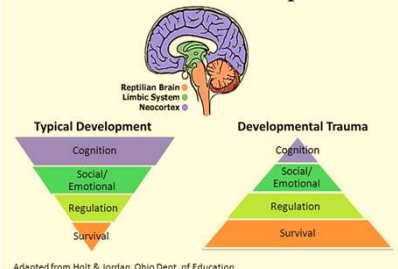 Reptilian Brain
Limbic System
Neocortex
Typical Development
Cognition
Social/
Emotional
Regulation
Survival
Developmental Trauma
Cognition
Social/
Emotional
Regulation
Survival
Adapted from Holt & Jordan, Ohio Dept. of Education